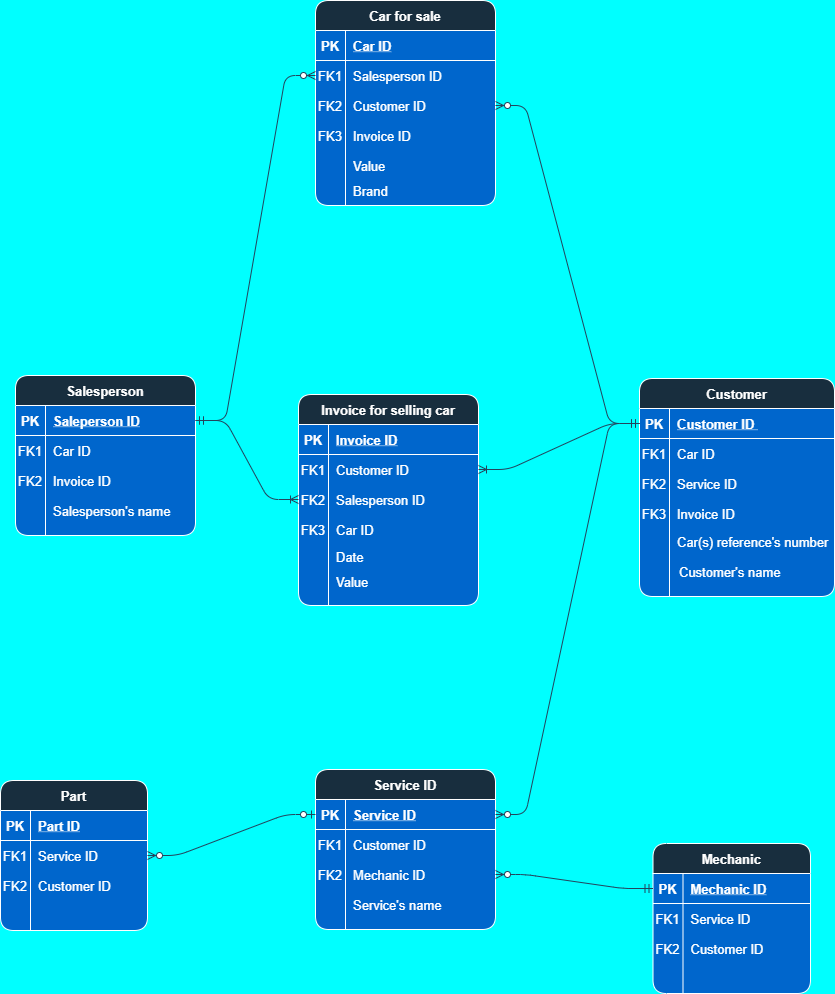 Car for sale
PK Car ID
FK1 Salesperson ID
FK2 Customer ID
FK3 Invoice ID
Value
Brand
Salesperson
PK Saleperson ID
FK1 Car ID
FK2 Invoice ID
Salesperson's name
Invoice for selling car
PK Invoice ID
FK1 Customer ID
FK2 Salesperson ID
FK3 Car ID
Date
Value
Customer
PK Customer ID
FK1 Car ID
FK2 Service ID
FK3 Invoice ID
Car(s) reference's number
Customer's name
Part
PK Part ID
FK1 Service ID
FK2 Customer ID
Service ID
PK Service ID
FK1 Customer ID
FK2 Mechanic ID
Service's name
Mechanic
PK Mechanic ID
FK1 Service ID
FK2 Customer ID